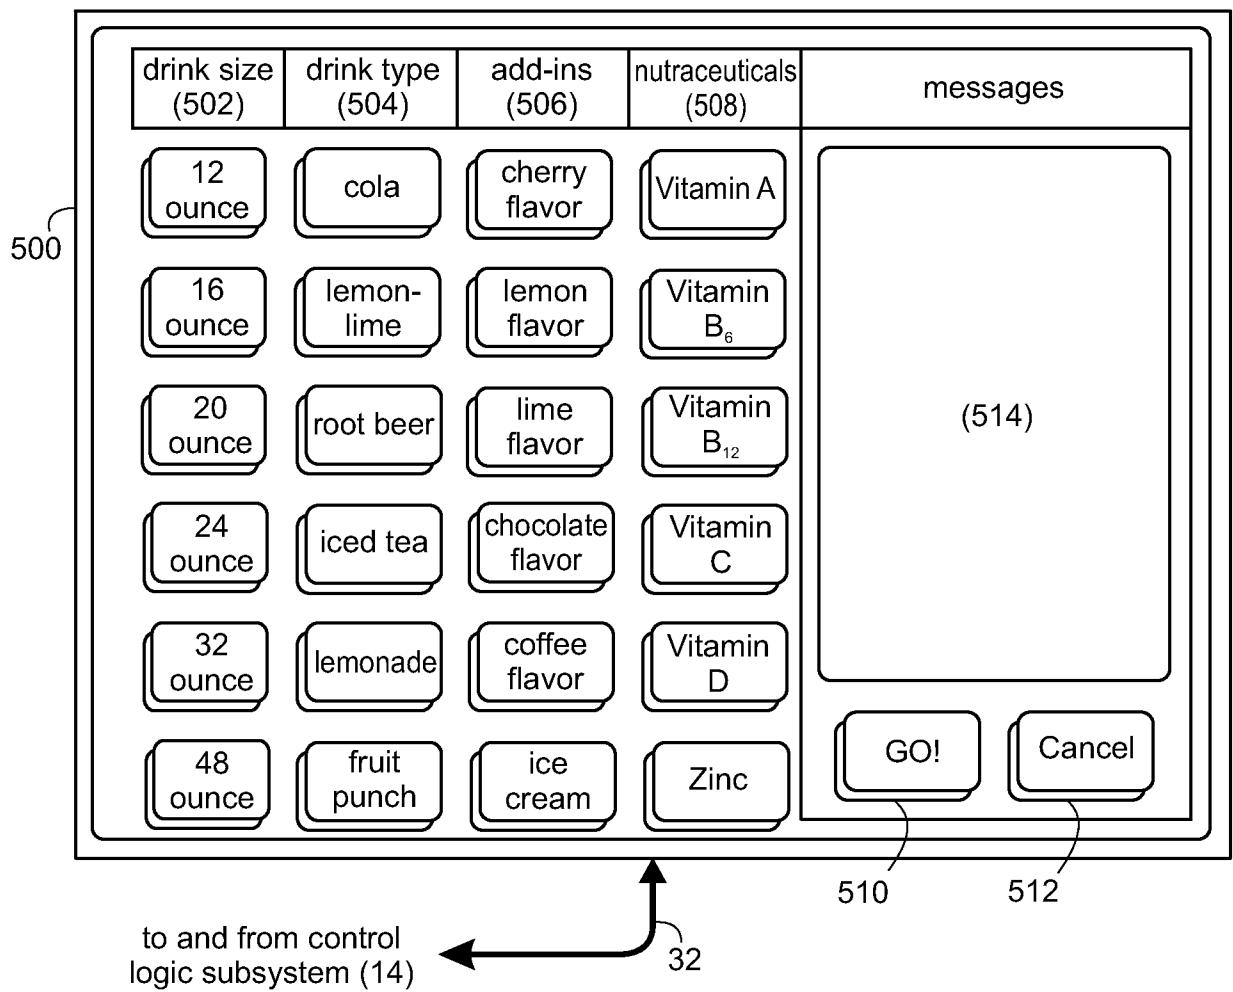 drink size
(502)
drink type
(504)
add-ins
(506)
nutraceuticals
(508)
messages
12
ounce
cola
cherry
flavor
Vitamin A
500
16
ounce
lemon-
lime
lemon
flavor
Vitamin
B₆
20
ounce
root beer
lime
flavor
Vitamin
B₁₂
(514)
24
ounce
iced tea
chocolate
flavor
Vitamin
C
32
ounce
lemonade
coffee
flavor
Vitamin
D
48
ounce
fruit
punch
ice
cream
Zinc
GO!
Cancel
510
512
to and from control
logic subsystem (14)
32